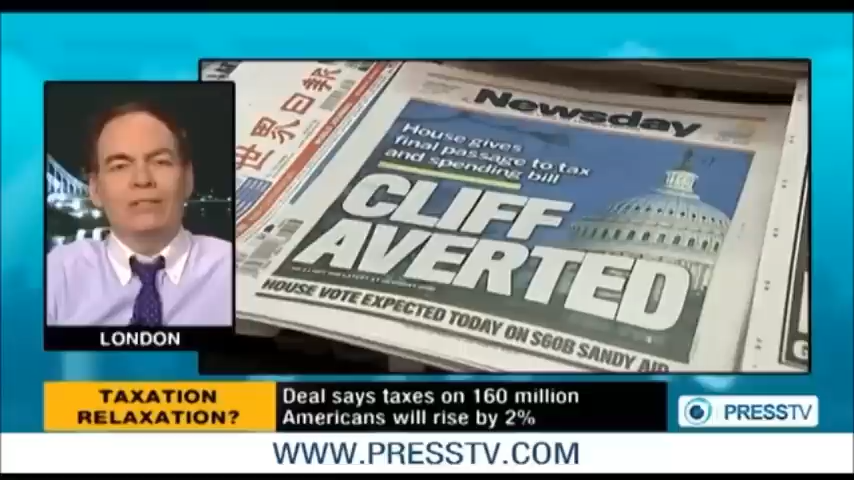 世界日報
Newsday
House gives
final passage to tax
and spending bill
CLIFF
AVERTED
HOUSE VOTE EXPECTED TODAY ON $60B SANDY AID
LONDON
TAXATION
RELAXATION?
Deal says taxes on 160 million
Americans will rise by 2%
PRESSTV
WWW.PRESSTV.COM